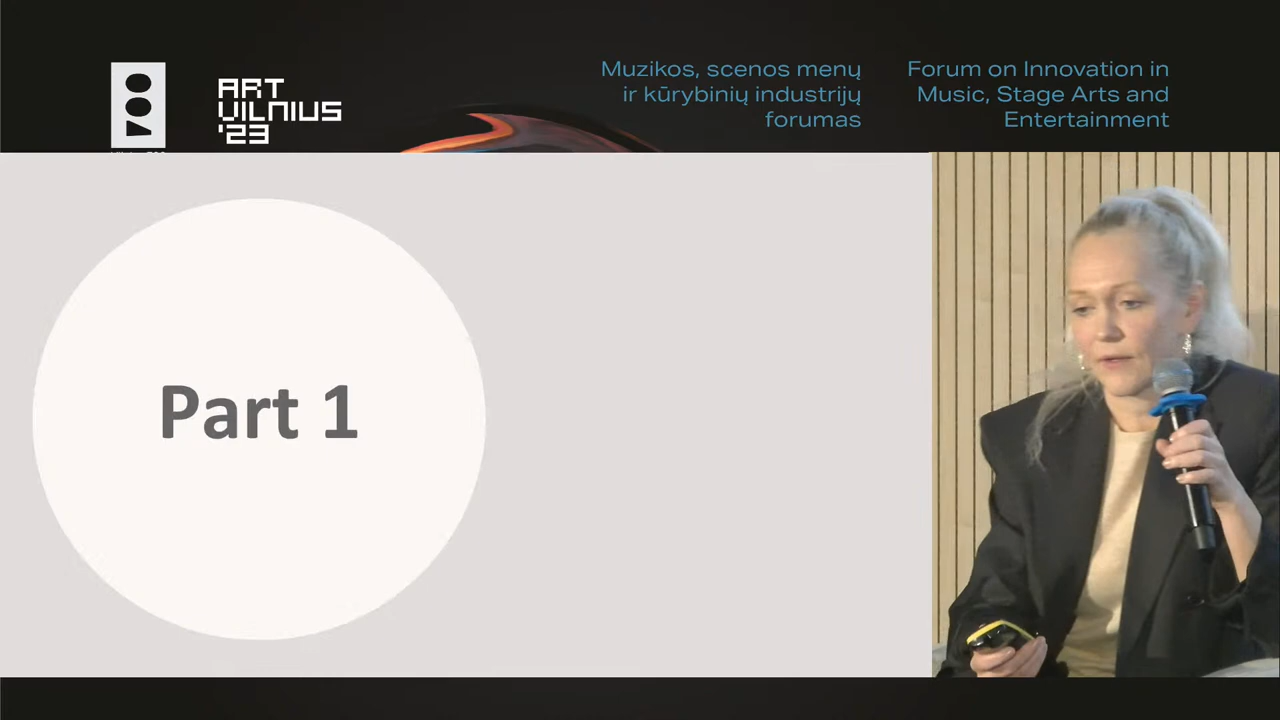 ART
VILNIUS
'23
Muzikos, scenos menų
ir kūrybinių industrijų
forumas
Forum on Innovation in
Music, Stage Arts and
Entertainment
Part 1